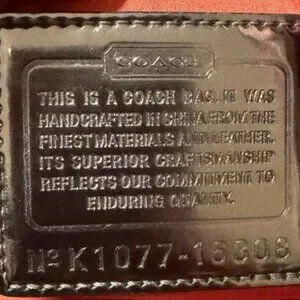 COACH
THIS IS A COACH BAG. IT WAS
HANDCRAFTED IN CHINA FROM THE
FINEST MATERIALS AND LEATHER.
ITS SUPERIOR CRAFTSMANSHIP
REFLECTS OUR COMMITMENT TO
ENDURING QUALITY.
Nº K1077-15308